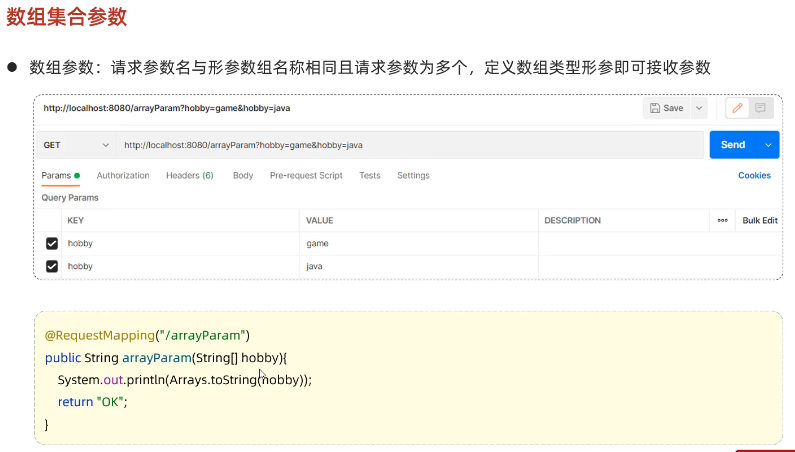 数组集合参数
● 数组参数：请求参数名与形参数组名称相同且请求参数为多个，定义数组类型形参即可接收参数
http://localhost:8080/arrayParam?hobby=game&hobby=java Save
GET http://localhost:8080/arrayParam?hobby=game&hobby=java Send
Params Authorization Headers (6) Body Pre-request Script Tests Settings Cookies
Query Params
KEY VALUE DESCRIPTION ooo Bulk Edit
hobby game
hobby java
@RequestMapping("/arrayParam")
public String arrayParam(String[] hobby){
System.out.println(Arrays.toString(hobby));
return "OK";
}